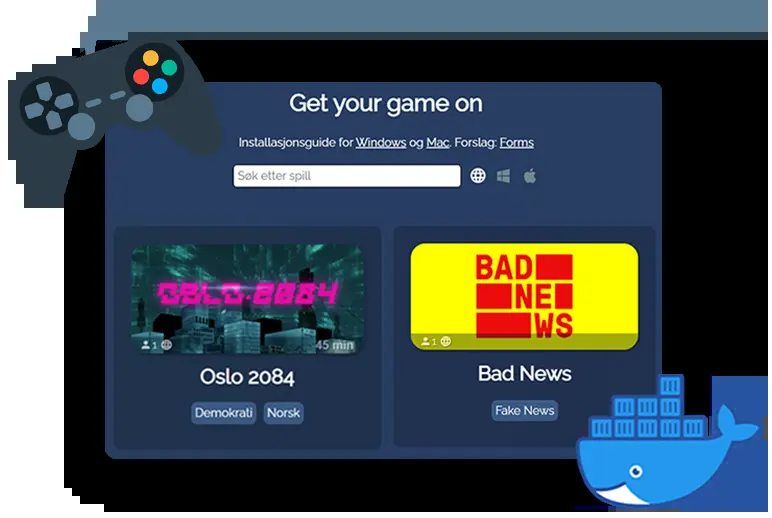 Get your game on
Installasjonsguide for Windows og Mac. Forslag: Forms
Søk etter spill
OSLO.2084
1
45 min
BAD
NE
WS
1
Oslo 2084
Bad News
Demokrati Norsk
Fake News